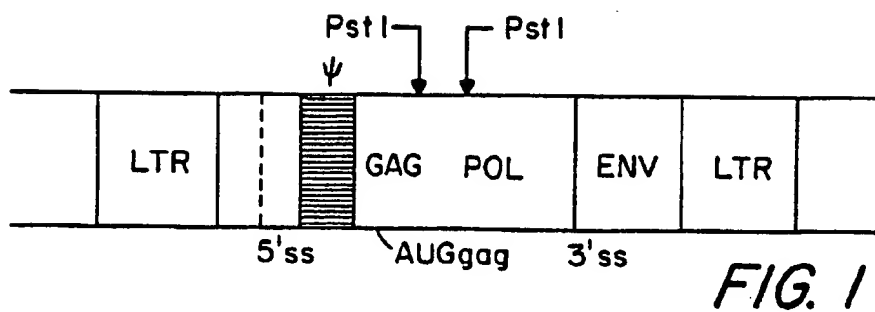 Pst I Pst I
ψ
LTR GAG POL ENV LTR
5'ss AUGgag 3'ss
FIG. 1